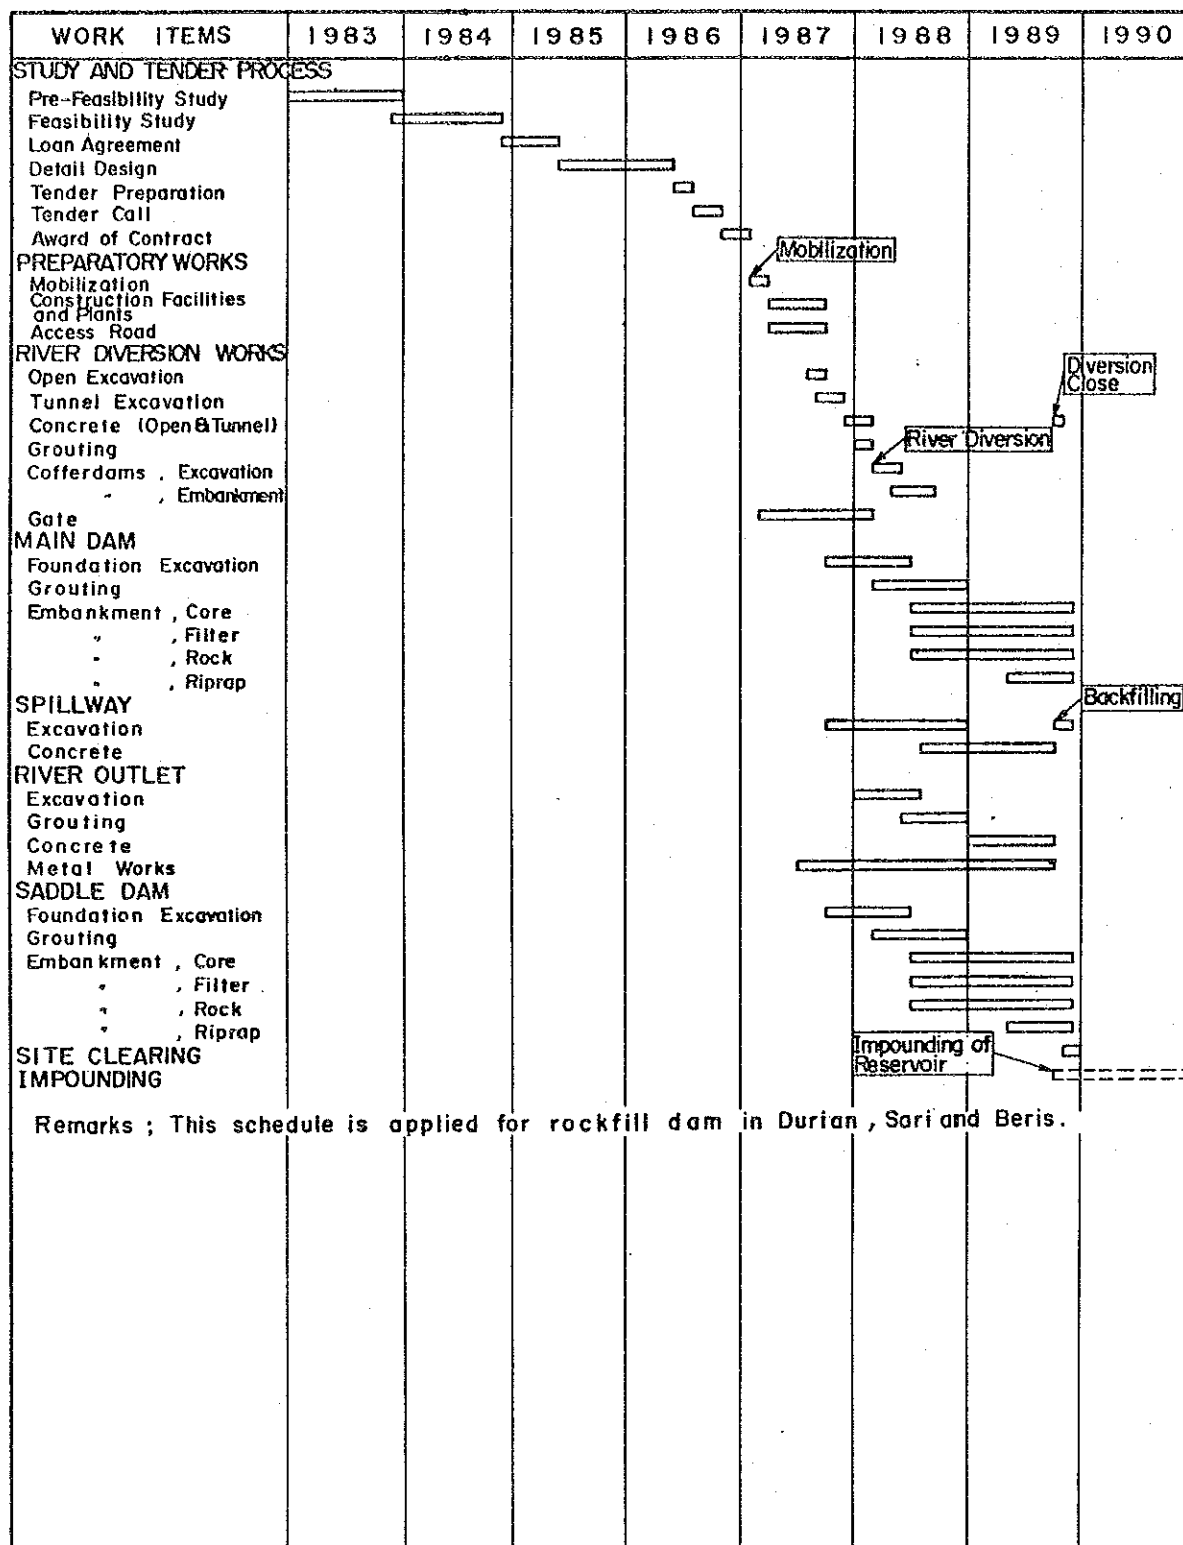 WORK ITEMS 1983 1984 1985 1986 1987 1988 1989 1990
STUDY AND TENDER PROCESS
Pre-Feasibility Study
Feasibility Study
Loan Agreement
Detail Design
Tender Preparation
Tender Call
Award of Contract
Mobilization
PREPARATORY WORKS
Mobilization
Construction Facilities
and Plants
Access Road
RIVER DIVERSION WORKS
Diversion
Close
Open Excavation
Tunnel Excavation
Concrete (Open & Tunnel)
River Diversion
Grouting
Cofferdams , Excavation
" , Embankment
Gate
MAIN DAM
Foundation Excavation
Grouting
Embankment , Core
" , Filter
" , Rock
" , Riprap
Backfilling
SPILLWAY
Excavation
Concrete
RIVER OUTLET
Excavation
Grouting
Concrete
Metal Works
SADDLE DAM
Foundation Excavation
Grouting
Embankment , Core
" , Filter
" , Rock
" , Riprap
Impounding of
Reservoir
SITE CLEARING
IMPOUNDING
Remarks ; This schedule is applied for rockfill dam in Durian , Sari and Beris .